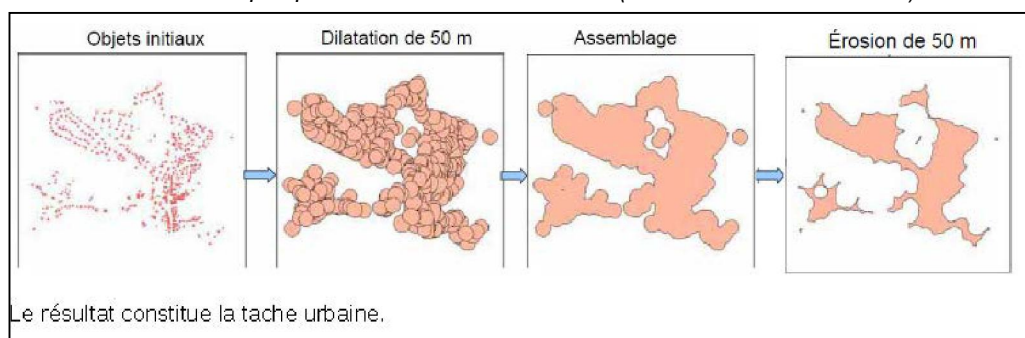 Objets initiaux
Dilatation de 50 m
Assemblage
Érosion de 50 m
Le résultat constitue la tache urbaine.